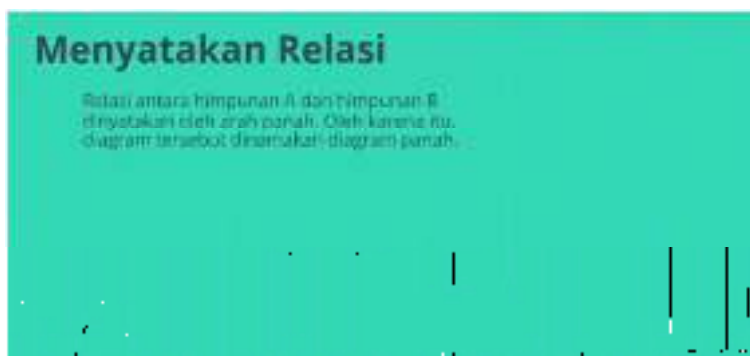 Menyatakan Relasi
Relasi antara himpunan A dan himpunan B
dinyatakan oleh arah panah. Oleh karena itu,
diagram tersebut dinamakan diagram panah.